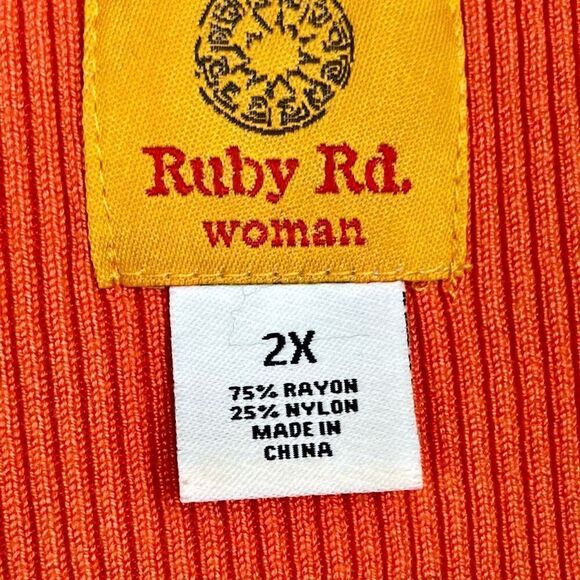 Ruby Rd.
woman
2X
75% RAYON
25% NYLON
MADE IN
CHINA